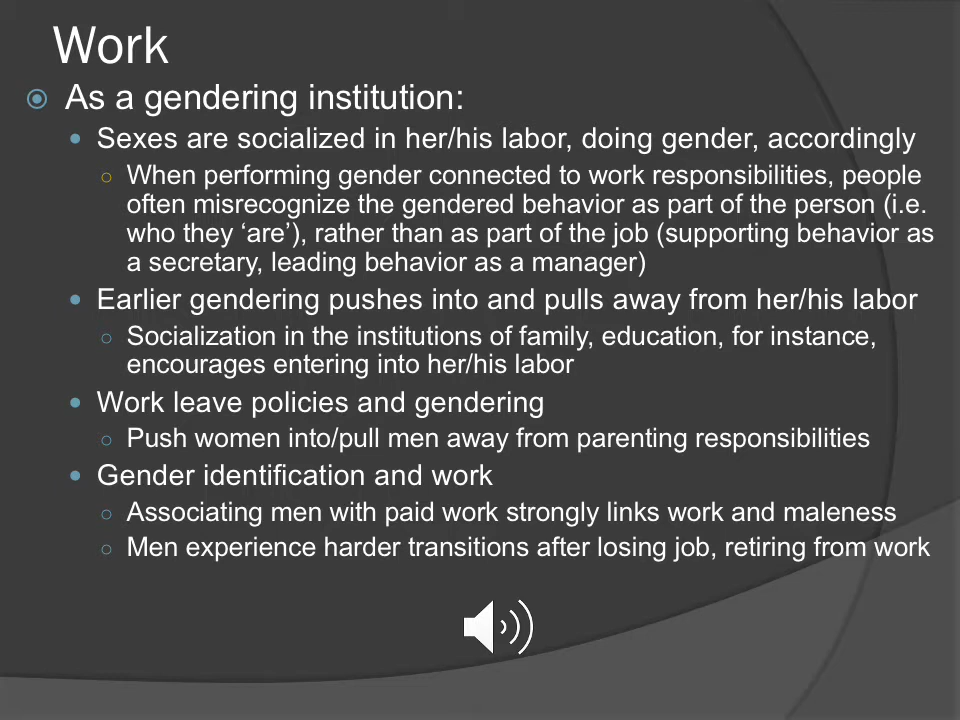 Work
As a gendering institution:
Sexes are socialized in her/his labor, doing gender, accordingly
When performing gender connected to work responsibilities, people
often misrecognize the gendered behavior as part of the person (i.e.
who they ‘are’), rather than as part of the job (supporting behavior as
a secretary, leading behavior as a manager)
Earlier gendering pushes into and pulls away from her/his labor
Socialization in the institutions of family, education, for instance,
encourages entering into her/his labor
Work leave policies and gendering
Push women into/pull men away from parenting responsibilities
Gender identification and work
Associating men with paid work strongly links work and maleness
Men experience harder transitions after losing job, retiring from work